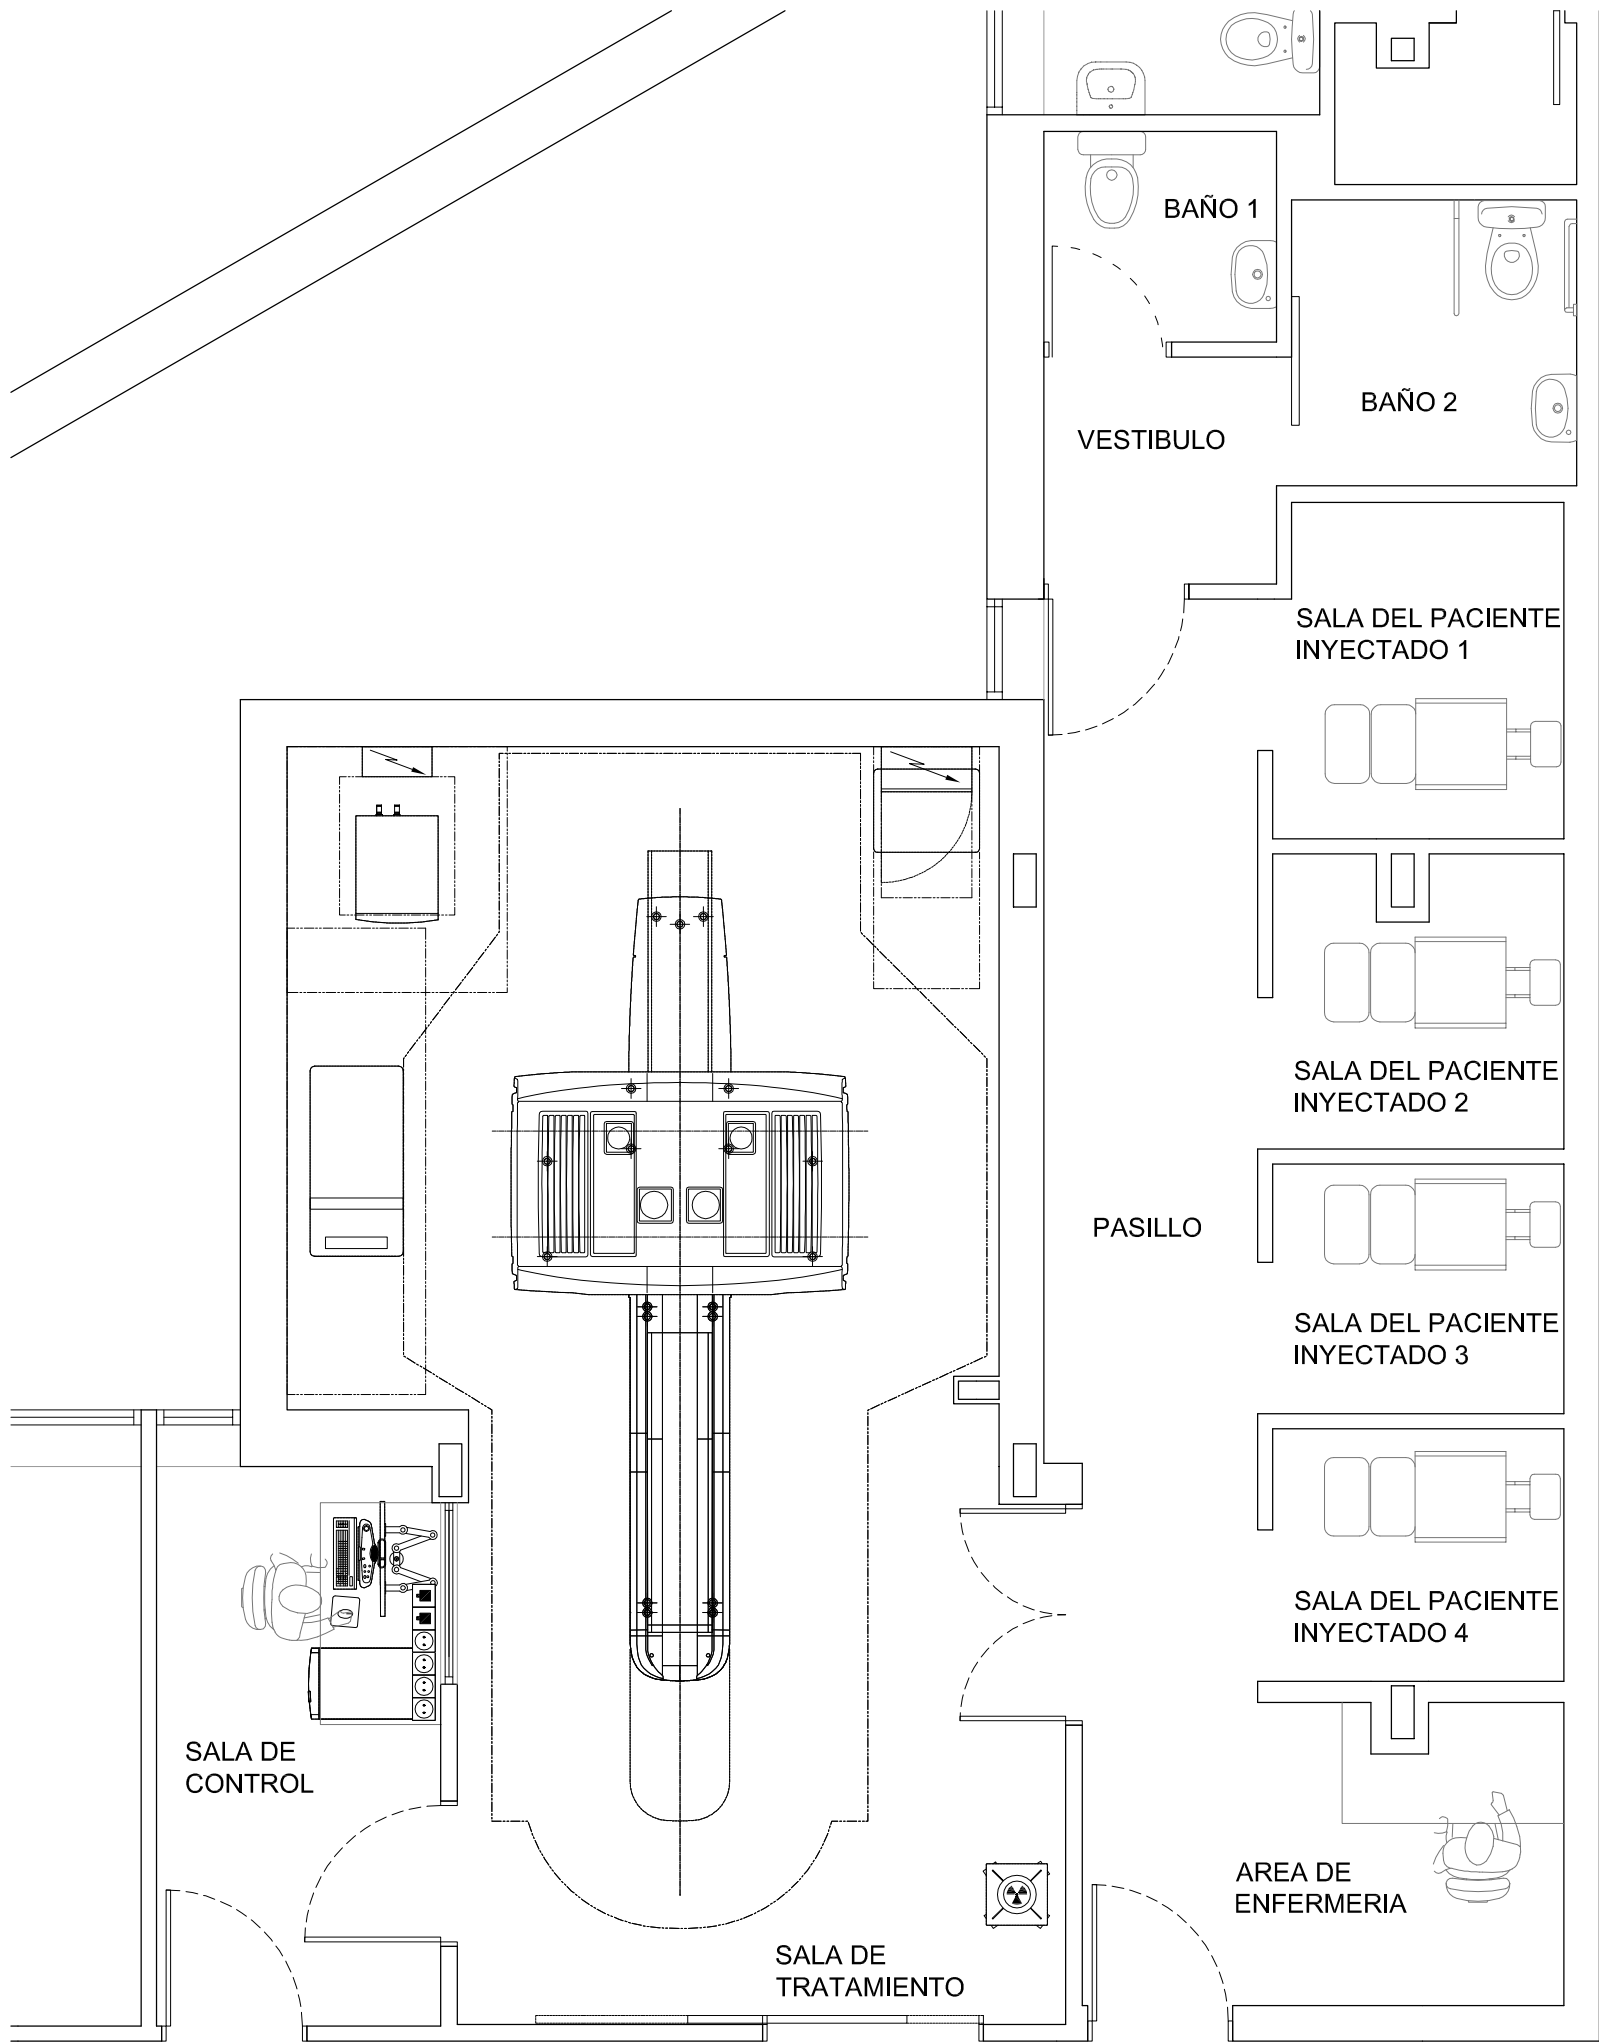 BAÑO 1
BAÑO 2
VESTIBULO
SALA DEL PACIENTE
INYECTADO 1
SALA DEL PACIENTE
INYECTADO 2
PASILLO
SALA DEL PACIENTE
INYECTADO 3
SALA DEL PACIENTE
INYECTADO 4
SALA DE
CONTROL
AREA DE
ENFERMERIA
SALA DE
TRATAMIENTO